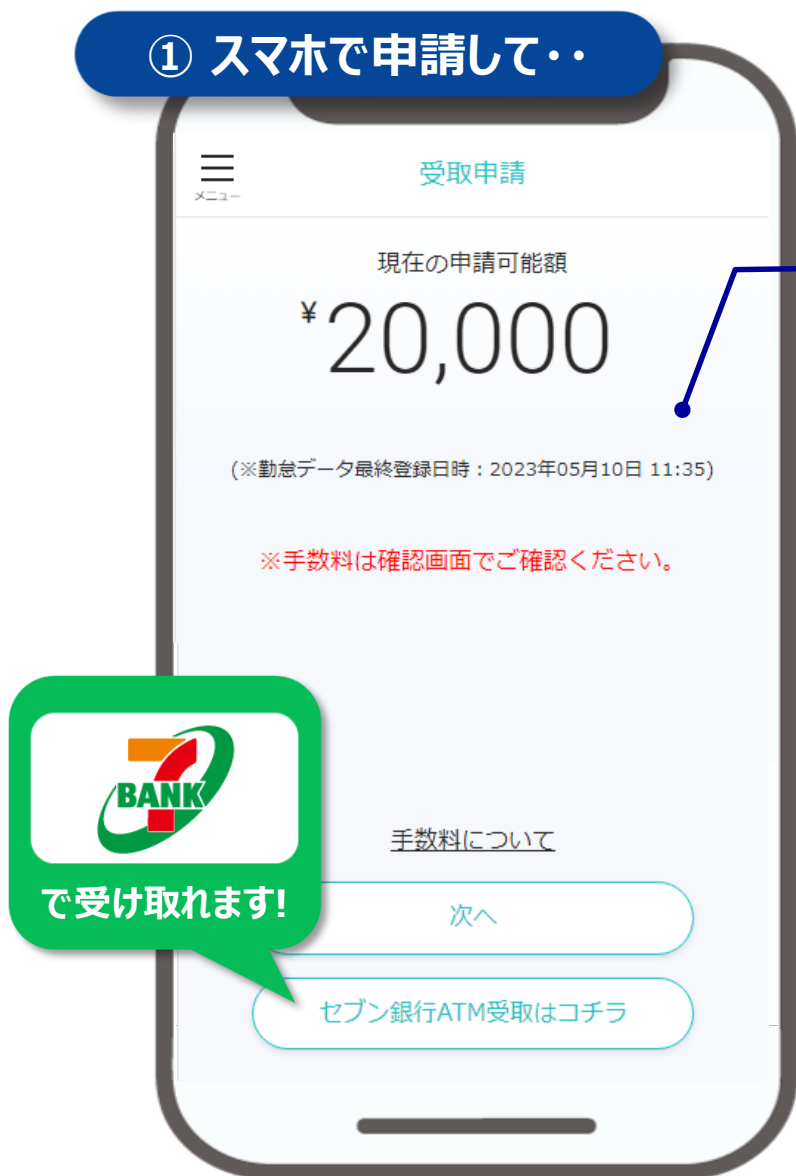 ① スマホで申請して・・
メニュー
受取申請
現在の申請可能額
¥20,000
(※勤怠データ最終登録日時：2023年05月10日 11:35)
※手数料は確認画面でご確認ください。
7
BANK
で受け取れます!
手数料について
次へ
セブン銀行ATM受取はコチラ